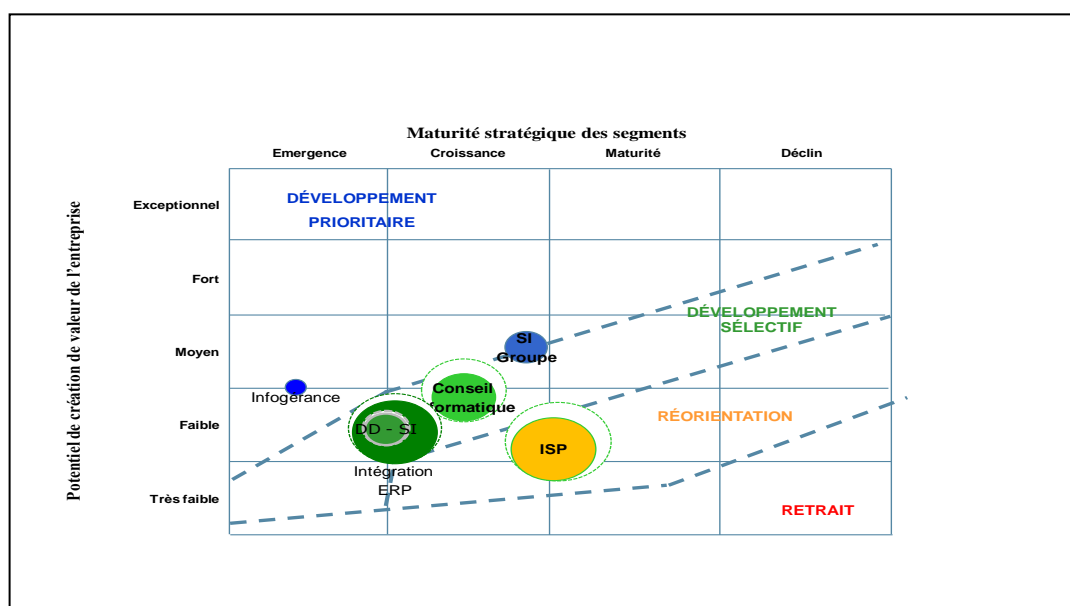 Maturité stratégique des segments
Emergence Croissance Maturité Déclin
Potentiel de création de valeur de l'entreprise
Exceptionnel
DÉVELOPPEMENT
PRIORITAIRE
Fort
DÉVELOPPEMENT
SÉLECTIF
Moyen
SI
Groupe
Infogérance
Conseil
formatique
Faible
RÉORIENTATION
DD - SI
ISP
Intégration
ERP
Très faible
RETRAIT